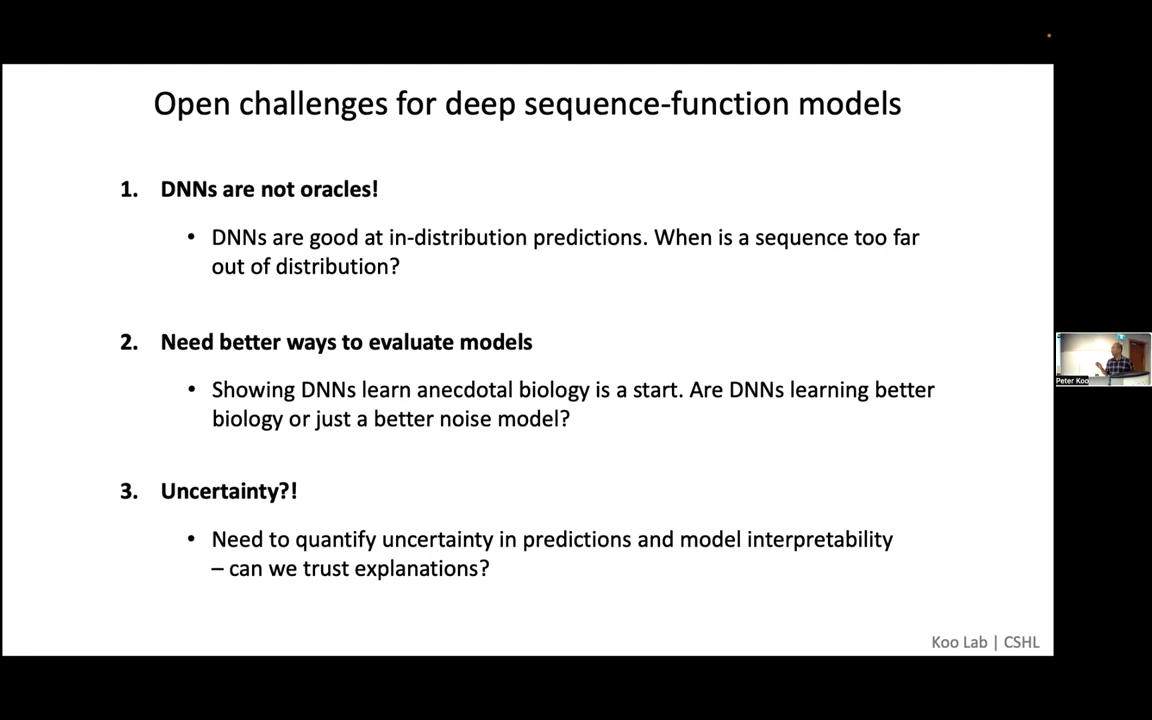 Open challenges for deep sequence-function models
1. DNNs are not oracles!
• DNNs are good at in-distribution predictions. When is a sequence too far
out of distribution?
2. Need better ways to evaluate models
• Showing DNNs learn anecdotal biology is a start. Are DNNs learning better
biology or just a better noise model?
3. Uncertainty?!
• Need to quantify uncertainty in predictions and model interpretability
– can we trust explanations?
Koo Lab | CSHL
Peter Koo